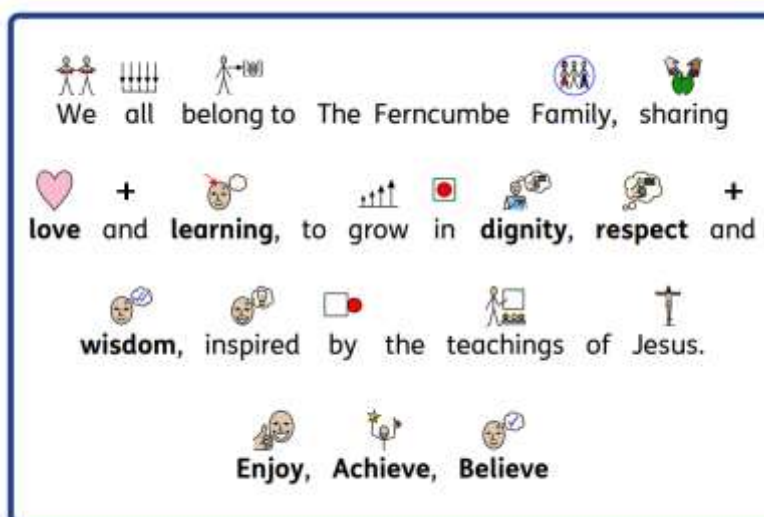 We all belong to The Ferncumbe Family, sharing
love and learning, to grow in dignity, respect and
wisdom, inspired by the teachings of Jesus.
Enjoy, Achieve, Believe